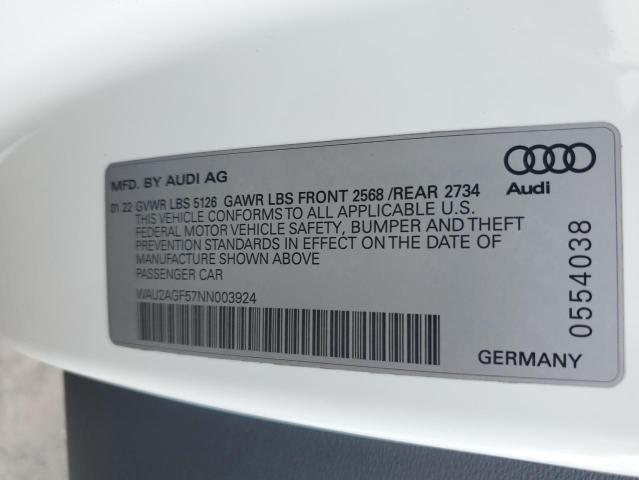 MFD. BY AUDI AG
01 22 GVWR LBS 5126 GAWR LBS FRONT 2568 /REAR 2734
THIS VEHICLE CONFORMS TO ALL APPLICABLE U.S.
FEDERAL MOTOR VEHICLE SAFETY, BUMPER AND THEFT
PREVENTION STANDARDS IN EFFECT ON THE DATE OF
MANUFACTURE SHOWN ABOVE
PASSENGER CAR
WAU2AGF57NN003924
Audi
0554038
GERMANY